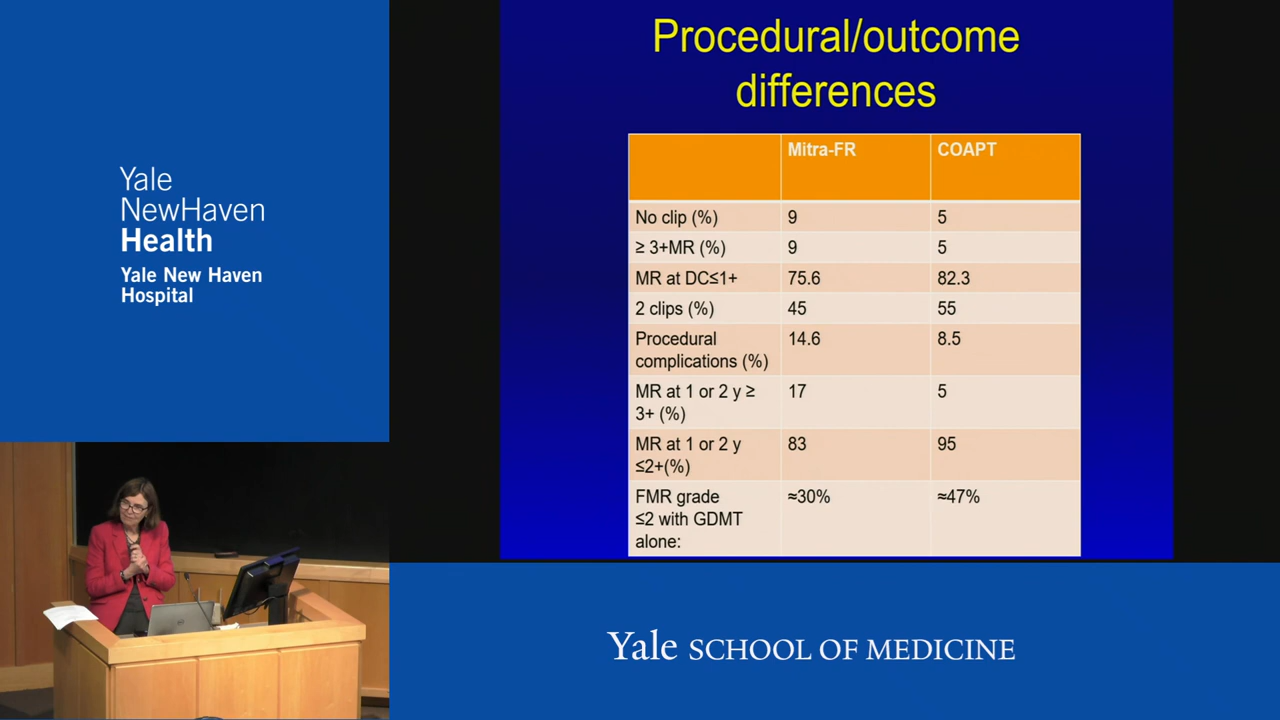 Yale
NewHaven
Health
Yale New Haven
Hospital
Procedural/outcome
differences
Mitra-FR COAPT
No clip (%) 9 5
≥ 3+MR (%) 9 5
MR at DC≤1+ 75.6 82.3
2 clips (%) 45 55
Procedural 14.6 8.5
complications (%)
MR at 1 or 2 y ≥ 17 5
3+ (%)
MR at 1 or 2 y 83 95
≤2+(%)
FMR grade ≈30% ≈47%
≤2 with GDMT
alone:
Yale SCHOOL OF MEDICINE